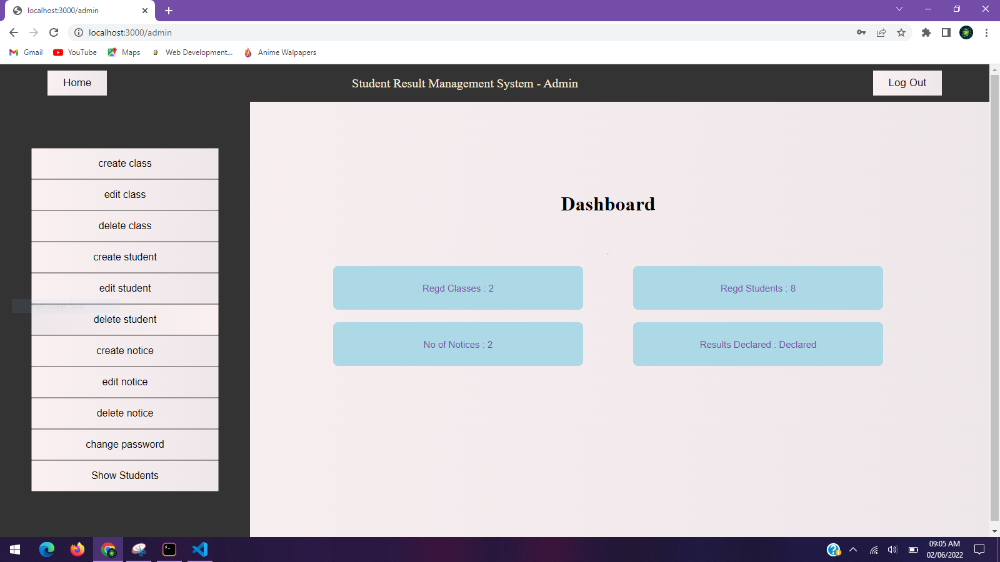 localhost:3000/admin
localhost:3000/admin
Gmail YouTube Maps Web Development... Anime Walpapers
Home Student Result Management System - Admin Log Out
create class
edit class
delete class
create student
edit student
Full-screen Snip
delete student
create notice
edit notice
delete notice
change password
Show Students
Dashboard
Regd Classes : 2 Regd Students : 8
No of Notices : 2 Results Declared : Declared
09:05 AM
02/06/2022